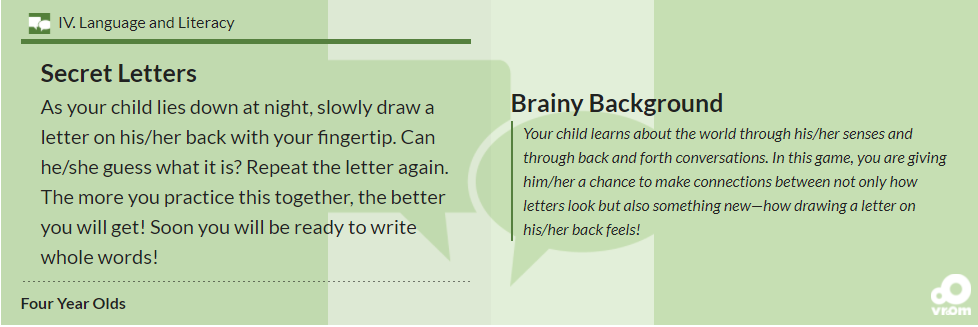 IV. Language and Literacy
Secret Letters
As your child lies down at night, slowly draw a
letter on his/her back with your fingertip. Can
he/she guess what it is? Repeat the letter again.
The more you practice this together, the better
you will get! Soon you will be ready to write
whole words!
Four Year Olds
Brainy Background
Your child learns about the world through his/her senses and
through back and forth conversations. In this game, you are giving
him/her a chance to make connections between not only how
letters look but also something new—how drawing a letter on
his/her back feels!
vroom